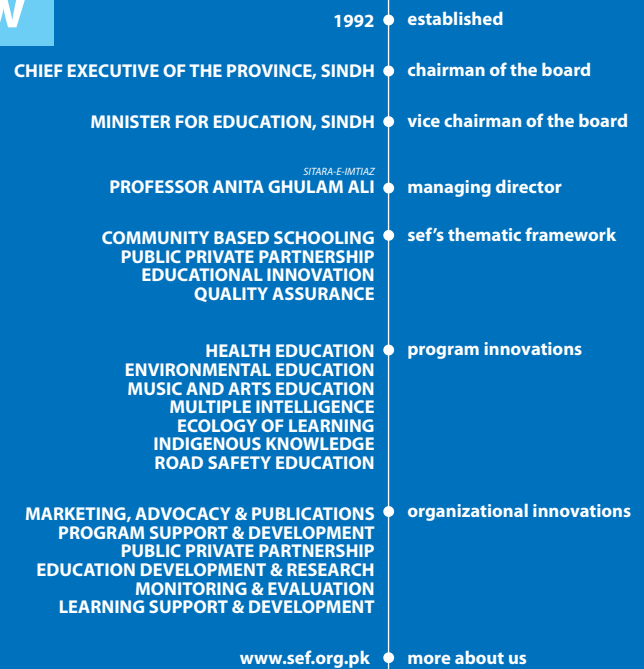 W
1992 established
CHIEF EXECUTIVE OF THE PROVINCE, SINDH chairman of the board
MINISTER FOR EDUCATION, SINDH vice chairman of the board
SITARA-E-IMTIAZ
PROFESSOR ANITA GHULAM ALI managing director
COMMUNITY BASED SCHOOLING sef's thematic framework
PUBLIC PRIVATE PARTNERSHIP
EDUCATIONAL INNOVATION
QUALITY ASSURANCE
HEALTH EDUCATION program innovations
ENVIRONMENTAL EDUCATION
MUSIC AND ARTS EDUCATION
MULTIPLE INTELLIGENCE
ECOLOGY OF LEARNING
INDIGENOUS KNOWLEDGE
ROAD SAFETY EDUCATION
MARKETING, ADVOCACY & PUBLICATIONS organizational innovations
PROGRAM SUPPORT & DEVELOPMENT
PUBLIC PRIVATE PARTNERSHIP
EDUCATION DEVELOPMENT & RESEARCH
MONITORING & EVALUATION
LEARNING SUPPORT & DEVELOPMENT
www.sef.org.pk more about us